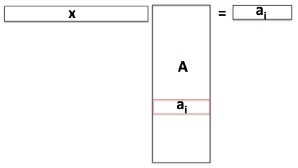 x = aᵢ
A
aᵢ